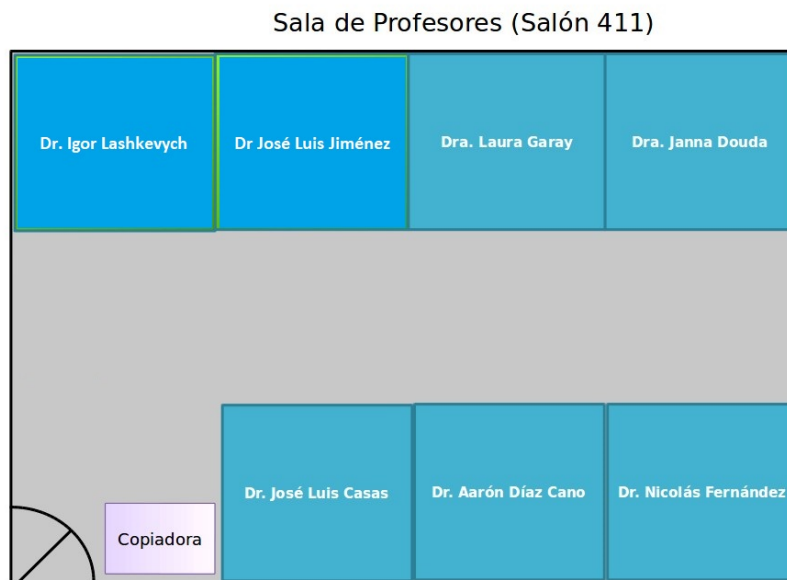 Sala de Profesores (Salón 411)
Dr. Igor Lashkevych
Dr José Luis Jiménez
Dra. Laura Garay
Dra. Janna Douda
Dr. José Luis Casas
Dr. Aarón Díaz Cano
Dr. Nicolás Fernández
Copiadora